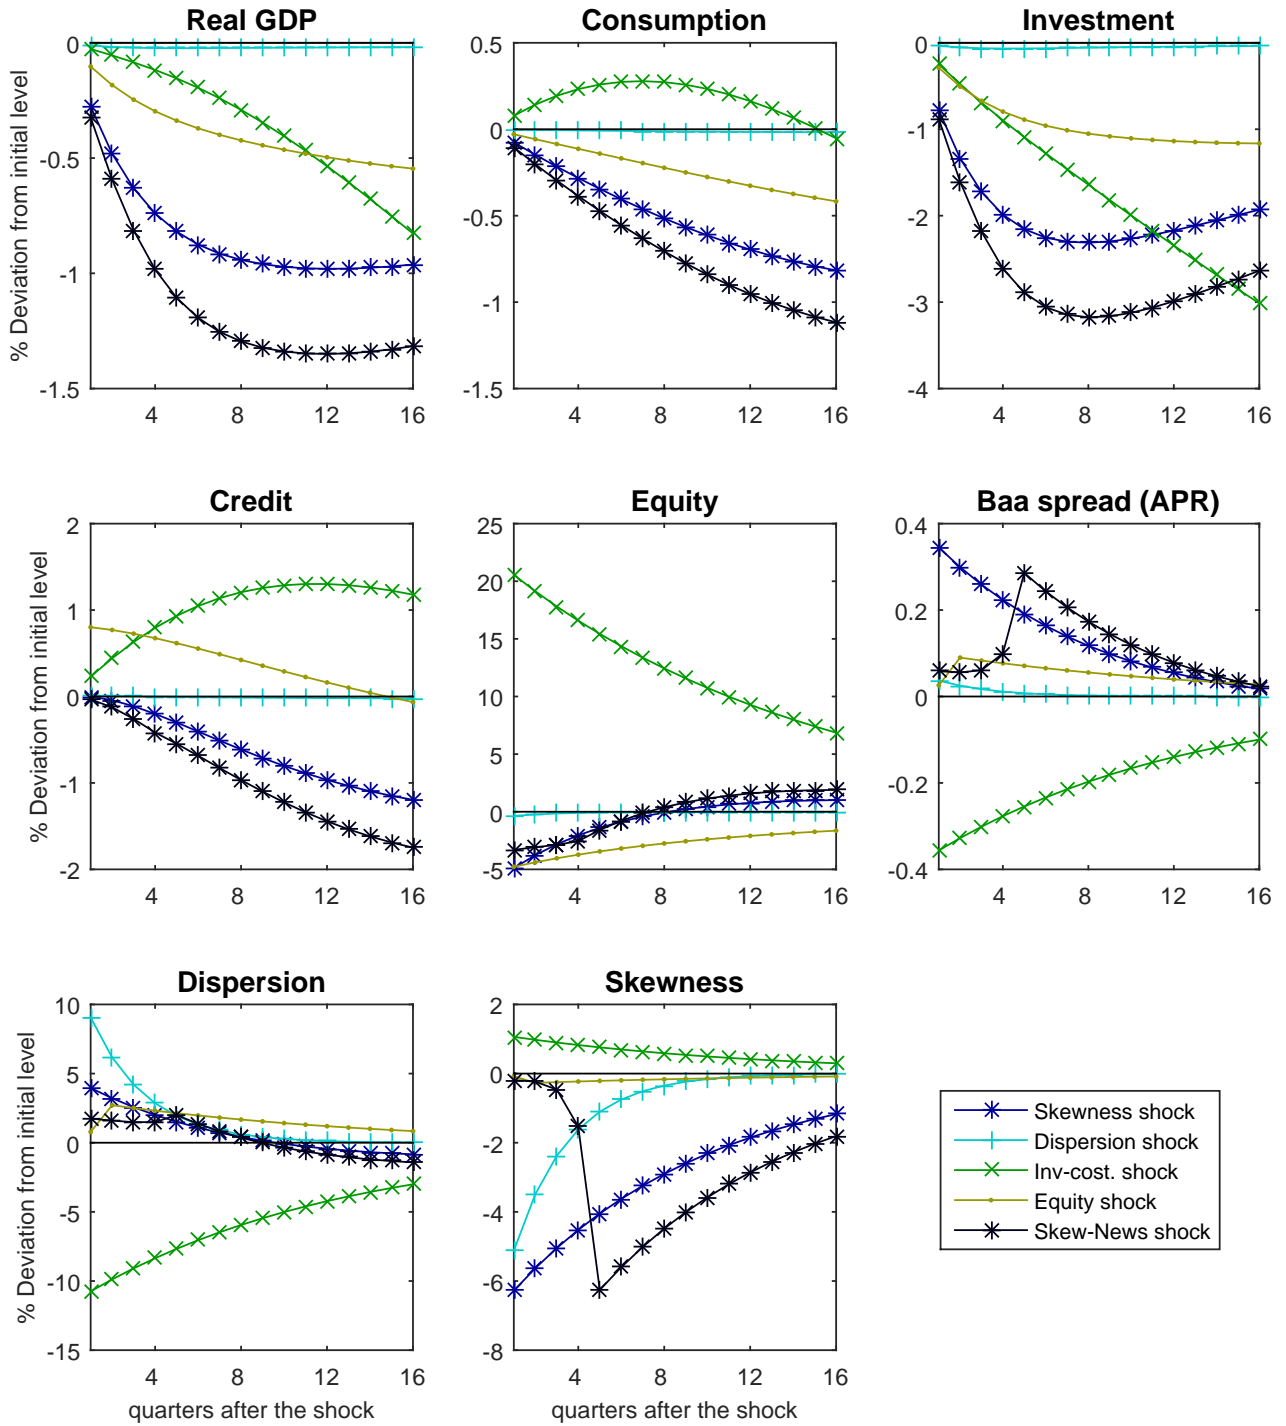 Real GDP
Consumption
Investment
% Deviation from initial level
0
-0.5
-1
-1.5
4 8 12 16
0.5
0
-0.5
-1
-1.5
4 8 12 16
0
-1
-2
-3
-4
4 8 12 16
Credit
Equity
Baa spread (APR)
% Deviation from initial level
2
1
0
-1
-2
4 8 12 16
25
20
15
10
5
0
-5
4 8 12 16
0.4
0.2
0
-0.2
-0.4
4 8 12 16
Dispersion
Skewness
% Deviation from initial level
10
5
0
-5
-10
-15
4 8 12 16
quarters after the shock
2
0
-2
-4
-6
-8
4 8 12 16
quarters after the shock
Skewness shock
Dispersion shock
Inv-cost. shock
Equity shock
Skew-News shock